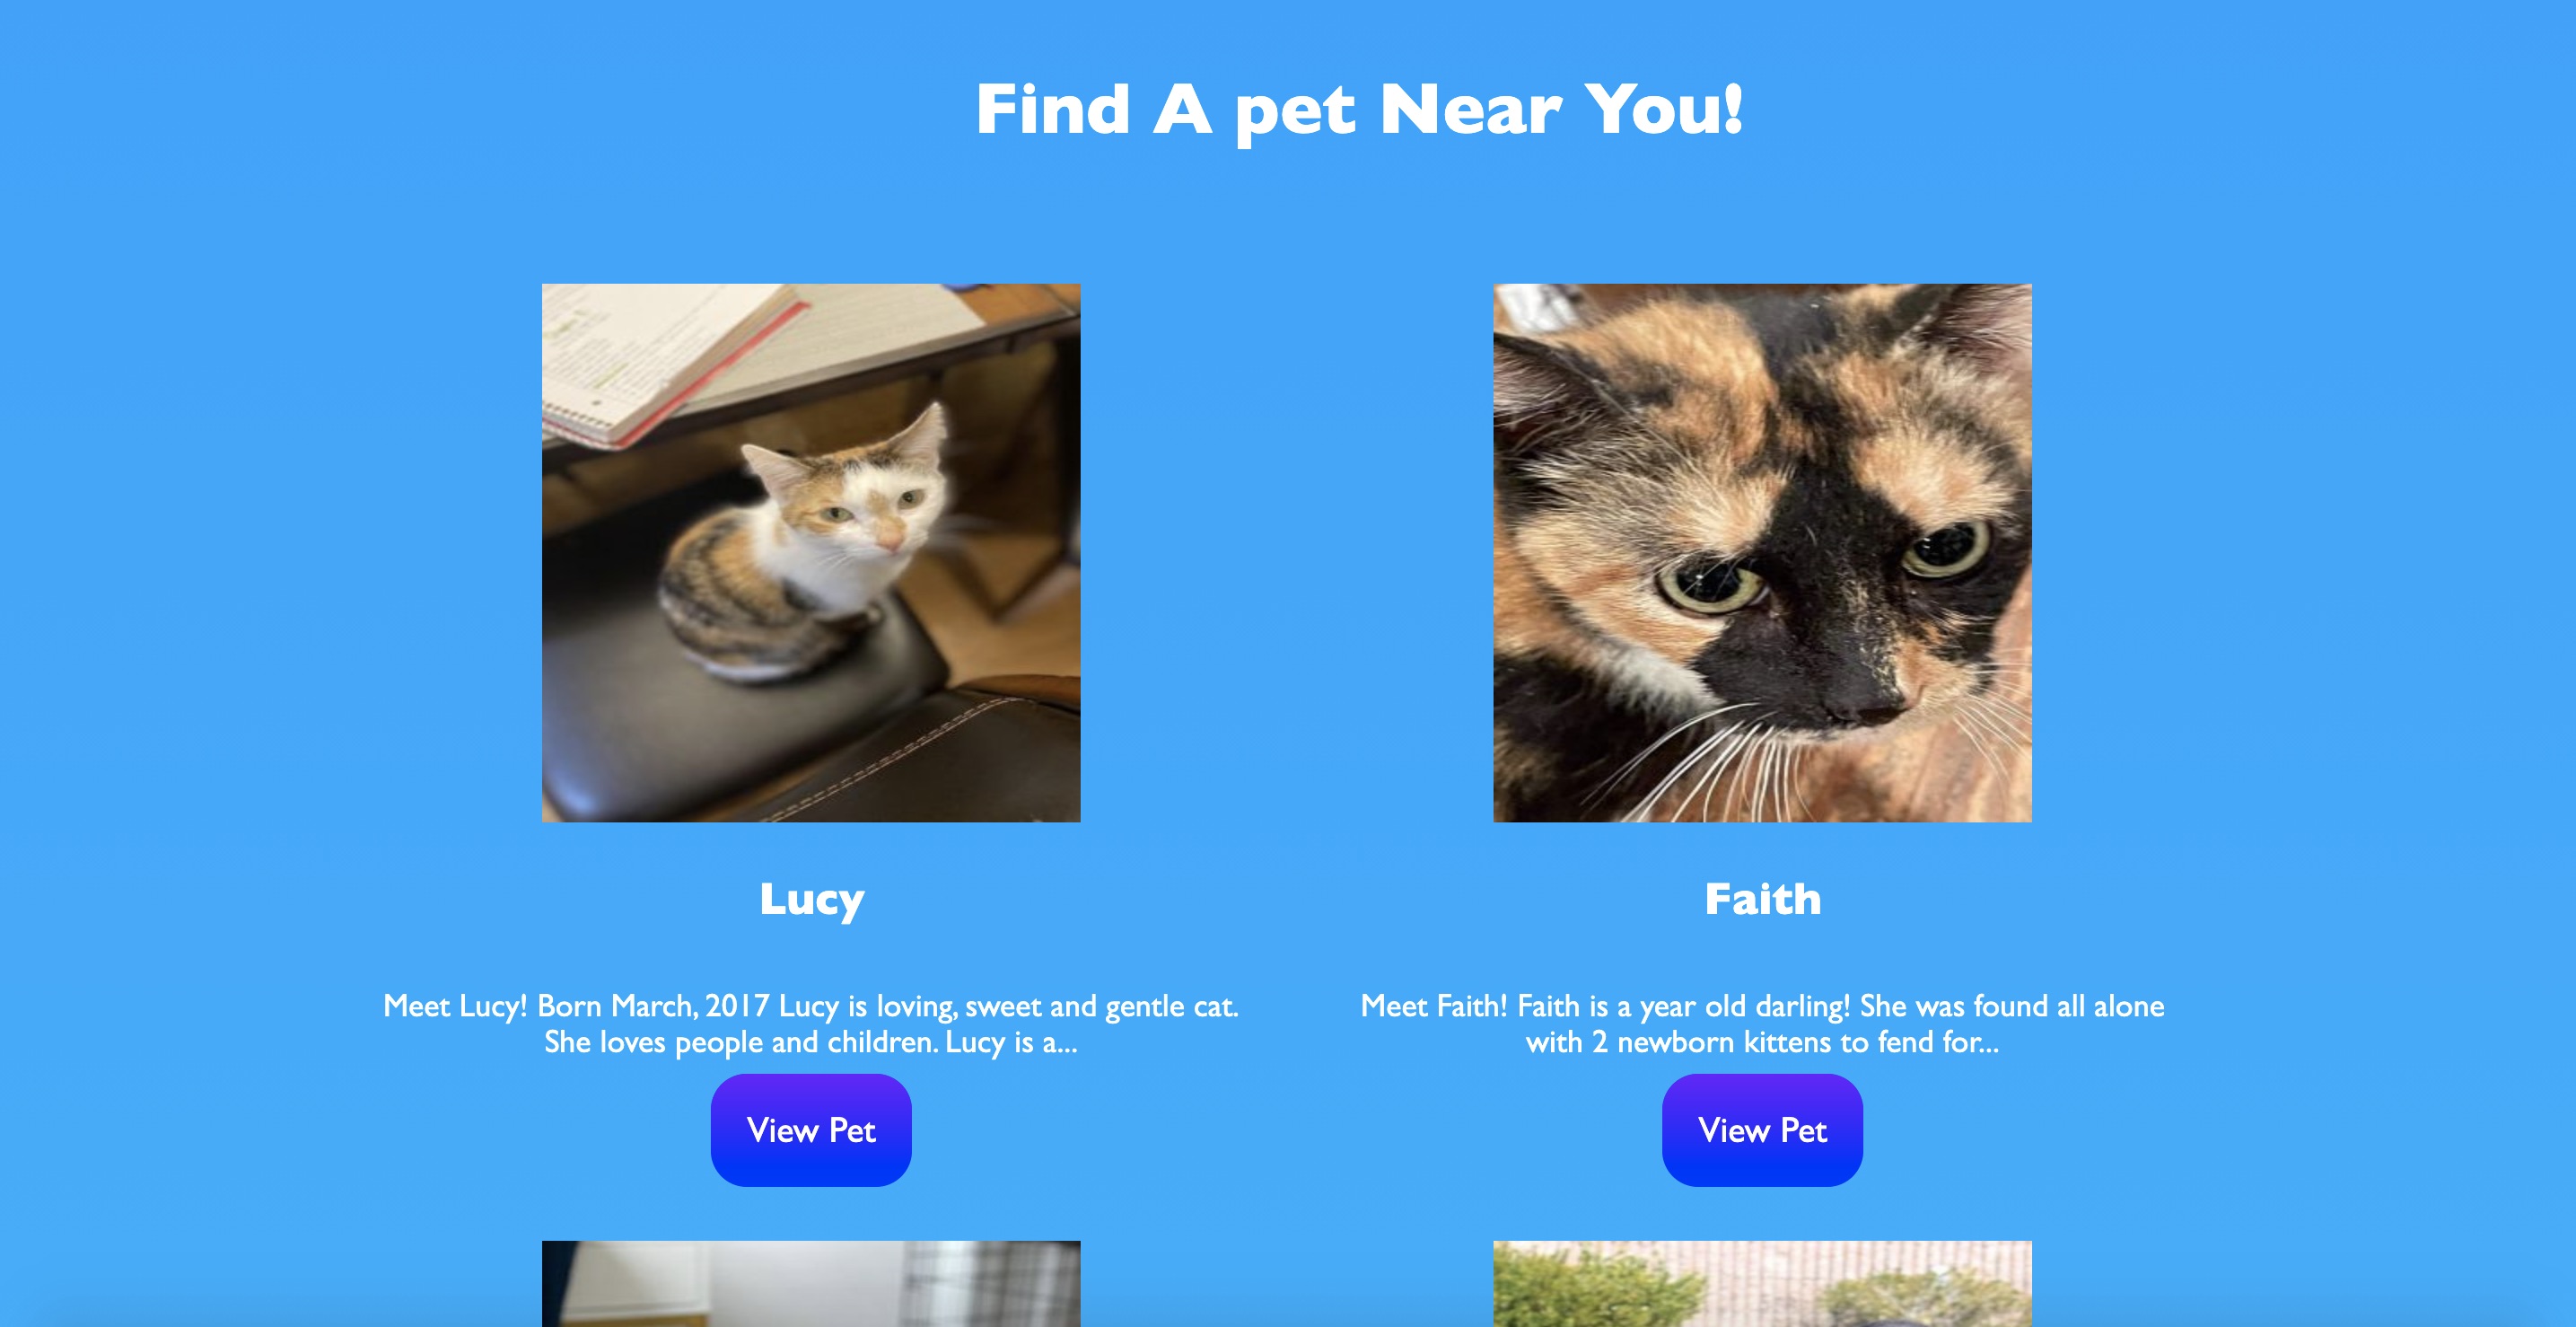 Find A pet Near You!
Lucy
Meet Lucy! Born March, 2017 Lucy is loving, sweet and gentle cat.
She loves people and children. Lucy is a...
View Pet
Faith
Meet Faith! Faith is a year old darling! She was found all alone
with 2 newborn kittens to fend for...
View Pet